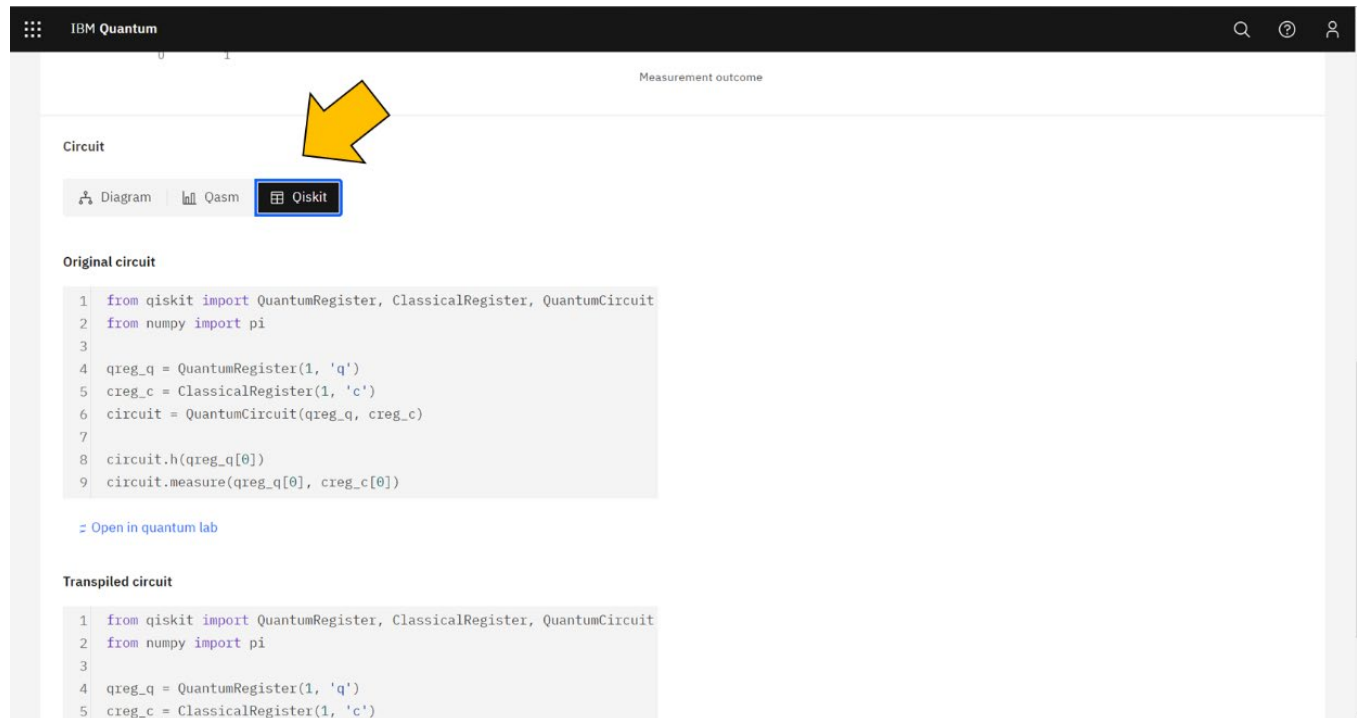 IBM Quantum
0 1
Measurement outcome
Circuit
Diagram Qasm Qiskit
Original circuit
1 from qiskit import QuantumRegister, ClassicalRegister, QuantumCircuit
2 from numpy import pi
3
4 qreg_q = QuantumRegister(1, 'q')
5 creg_c = ClassicalRegister(1, 'c')
6 circuit = QuantumCircuit(qreg_q, creg_c)
7
8 circuit.h(qreg_q[0])
9 circuit.measure(qreg_q[0], creg_c[0])
Open in quantum lab
Transpiled circuit
1 from qiskit import QuantumRegister, ClassicalRegister, QuantumCircuit
2 from numpy import pi
3
4 qreg_q = QuantumRegister(1, 'q')
5 creg_c = ClassicalRegister(1, 'c')